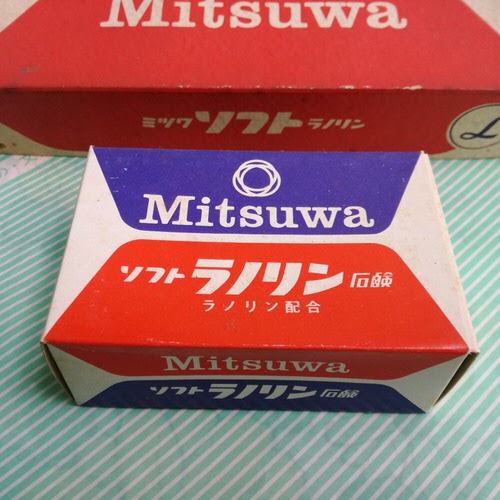 Mitsuwa
ミツワ ソフト ラノリン
L
Mitsuwa
ソフト ラノリン 石鹸
ラノリン配合
Mitsuwa
ソフト ラノリン 石鹸